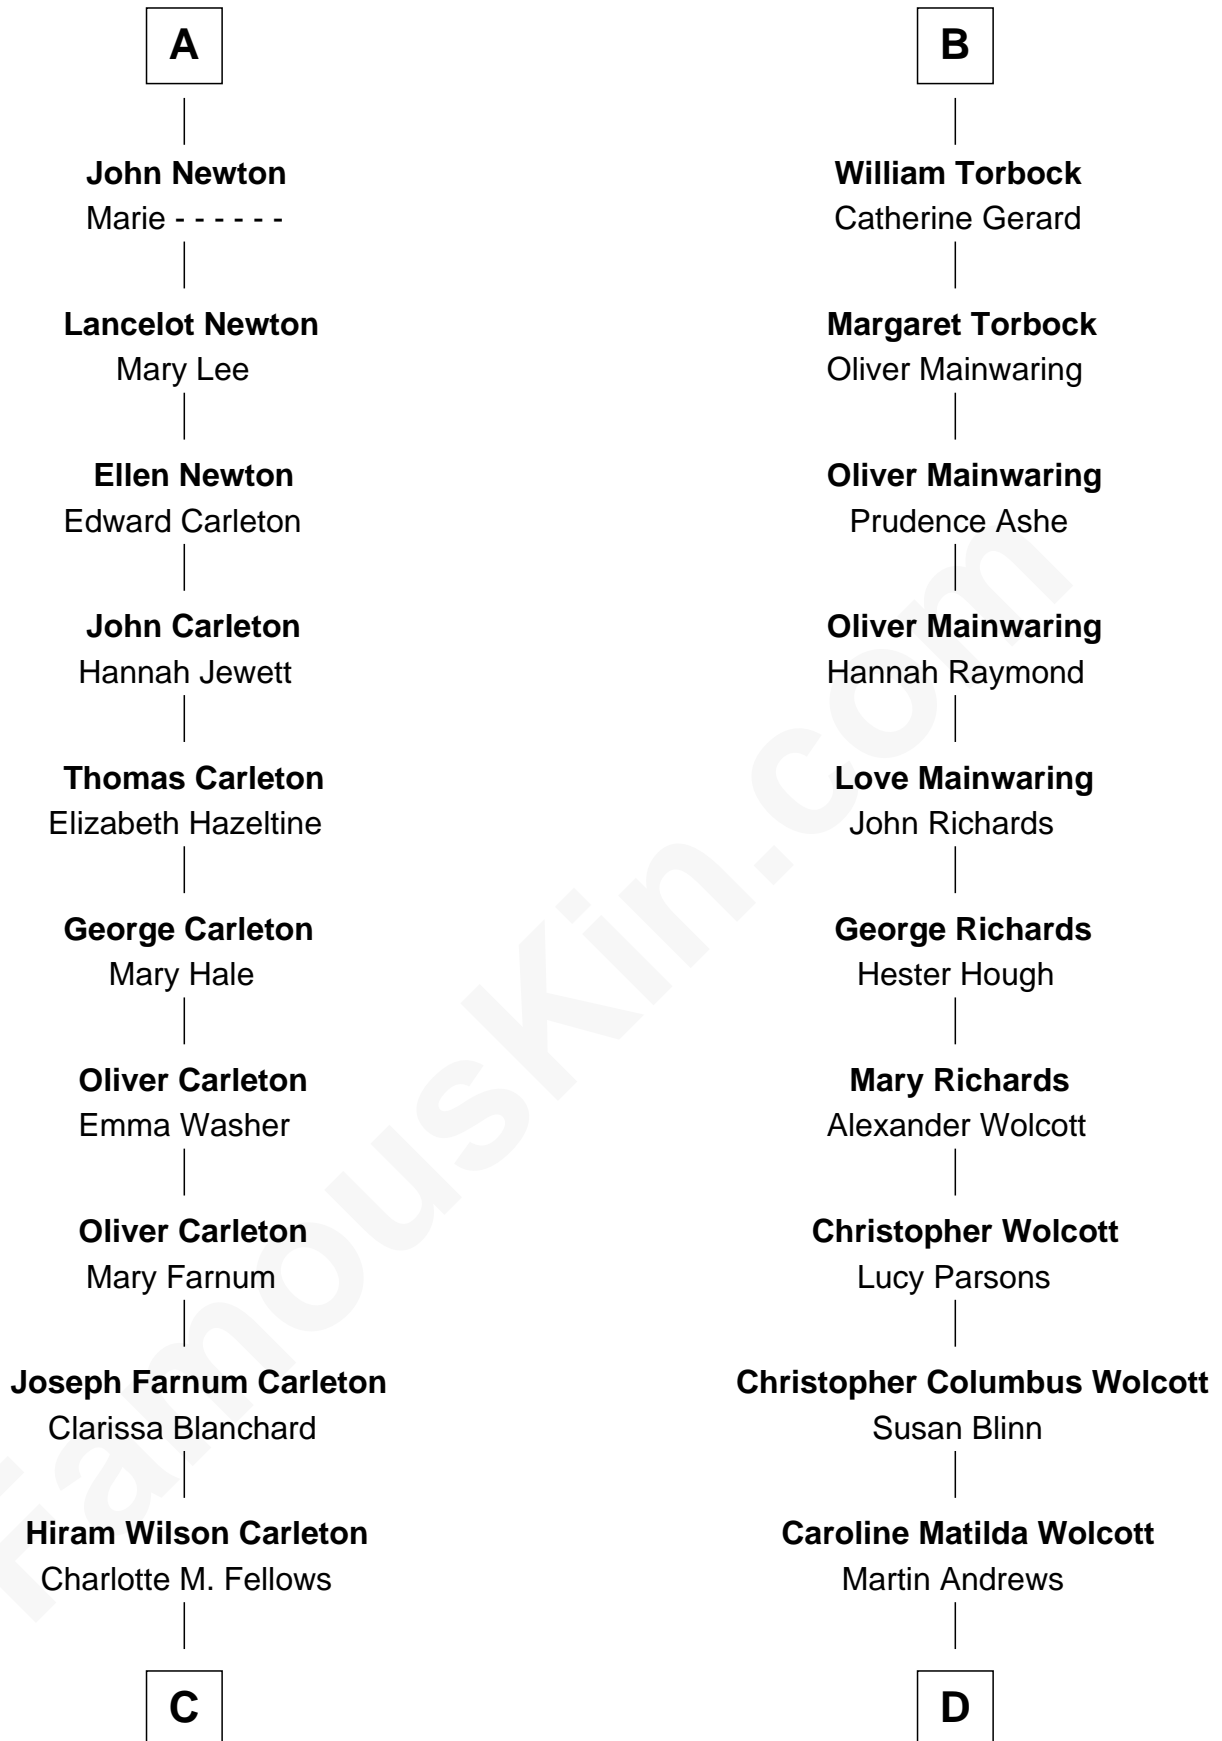 A
John Newton
Marie - - - - - -
Lancelot Newton
Mary Lee
Ellen Newton
Edward Carleton
John Carleton
Hannah Jewett
Thomas Carleton
Elizabeth Hazeltine
George Carleton
Mary Hale
Oliver Carleton
Emma Washer
Oliver Carleton
Mary Farnum
Joseph Farnum Carleton
Clarissa Blanchard
Hiram Wilson Carleton
Charlotte M. Fellows
C
B
William Torbock
Catherine Gerard
Margaret Torbock
Oliver Mainwaring
Oliver Mainwaring
Prudence Ashe
Oliver Mainwaring
Hannah Raymond
Love Mainwaring
John Richards
George Richards
Hester Hough
Mary Richards
Alexander Wolcott
Christopher Wolcott
Lucy Parsons
Christopher Columbus Wolcott
Susan Blinn
Caroline Matilda Wolcott
Martin Andrews
D
FamousKin.com